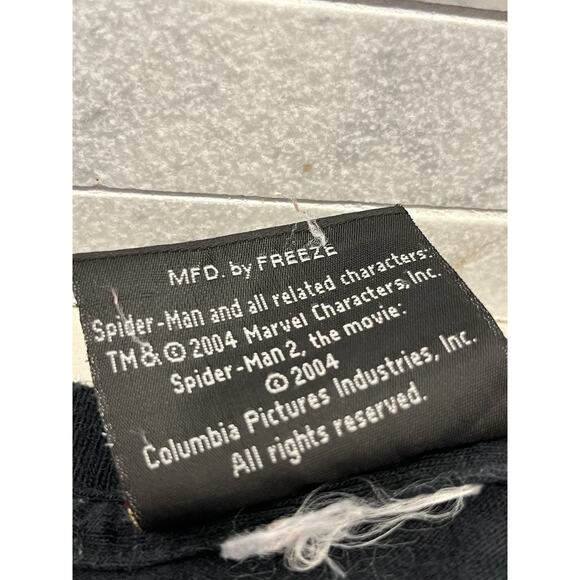 MFD. by FREEZE
Spider-Man and all related characters:
TM & © 2004 Marvel Characters, Inc.
Spider-Man 2, the movie:
© 2004
Columbia Pictures Industries, Inc.
All rights reserved.